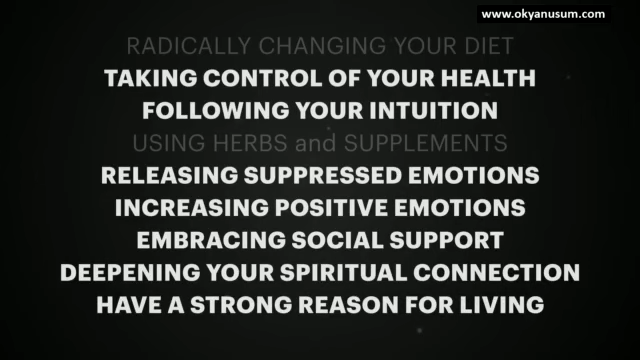 www.okyanusum.com
RADICALLY CHANGING YOUR DIET
TAKING CONTROL OF YOUR HEALTH
FOLLOWING YOUR INTUITION
USING HERBS and SUPPLEMENTS
RELEASING SUPPRESSED EMOTIONS
INCREASING POSITIVE EMOTIONS
EMBRACING SOCIAL SUPPORT
DEEPENING YOUR SPIRITUAL CONNECTION
HAVE A STRONG REASON FOR LIVING